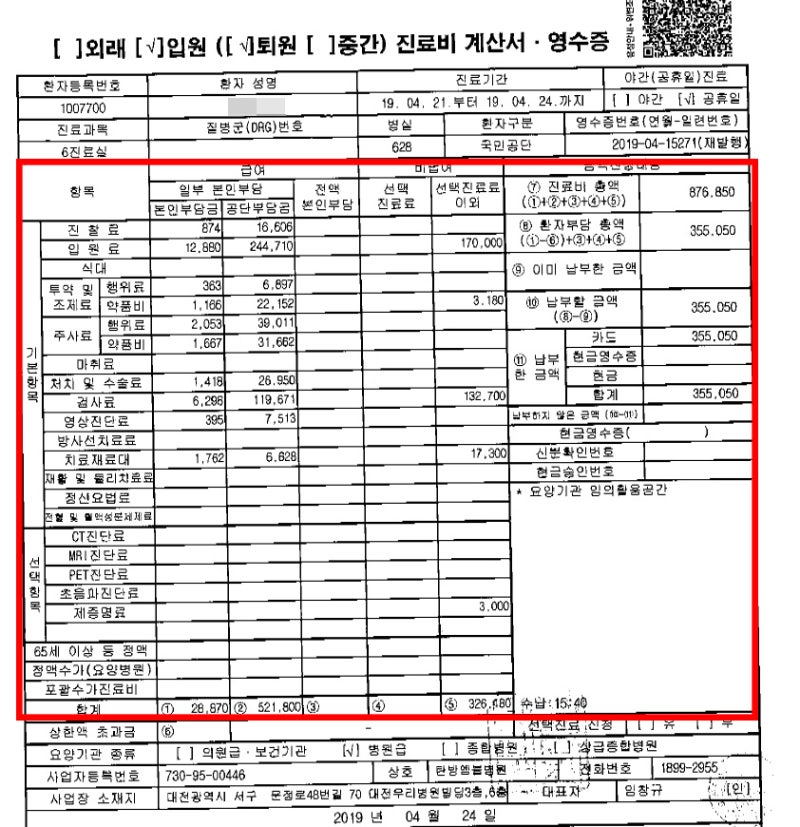 [ ]외래 [√]입원 ([√]퇴원 [ ]중간) 진료비 계산서 · 영수증
환자등록번호 환자 성명 진료기간 야간(공휴일)진료
1007700 19. 04. 21.부터 19. 04. 24.까지 [ ] 야간 [√] 공휴일
진료과목 질병군(DRG)번호 병실 환자구분 영수증번호(연월-일련번호)
6진료실 628 국민공단 2019-04-15271(재발행)
항목 급여 비급여
일부 본인부담 전액 본인부담 선택 진료료 선택진료료 이외
본인부담금 공단부담금
⑦ 진료비 총액 (①+②+③+④+⑤) 876,850
기본항목
진찰료 874 16,606
⑧ 환자부담 총액 (①-⑥)+③+④+⑤ 355,050
입원료 12,880 244,710 170,000
식대
⑨ 이미 납부한 금액
투약 및 조제료 행위료 363 6,897
약품비 1,166 22,152 3,180
⑩ 납부할 금액 (⑧-⑨) 355,050
주사료 행위료 2,053 39,011
약품비 1,667 31,662
⑪ 납부한 금액 카드 355,050
현금영수증
현금
합계 355,050
마취료
처치 및 수술료 1,418 26,950
검사료 6,298 119,671 132,700
영상진단료 395 7,513
납부하지 않은 금액 (⑩-⑪)
방사선치료료
현금영수증( )
치료재료대 1,762 6,628 17,300
신분확인번호
재활 및 물리치료료
현금승인번호
정신요법료
* 요양기관 임의활용공간
전혈 및 혈액성분제제료
선택항목
CT진단료
MRI진단료
PET진단료
초음파진단료
제증명료 3,000
65세 이상 등 정액
정액수가(요양병원)
포괄수가진료비
합계 ① 28,870 ② 521,800 ③ ④ ⑤ 326,180 수납:15:40
상한액 초과금 ⑥ - 선택진료 신청 [ ] 유 [ ] 부
요양기관 종류 [ ] 의원급·보건기관 [√] 병원급 [ ] 종합병원 [ ] 상급종합병원
사업자등록번호 730-95-00446 상호 전화번호 1899-2955
사업장 소재지 대전광역시 서구 문정로48번길 70 대전우리병원빌딩3층,6층 대표자 임창규 [인]
2019 년 04 월 24 일